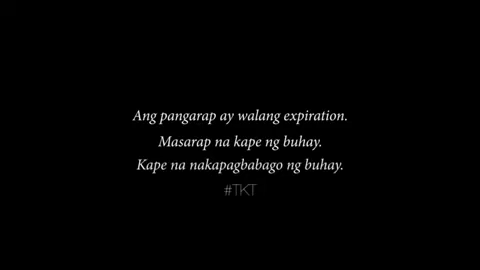 Ang pangarap ay walang expiration.
Masarap na kape ng buhay.
Kape na nakapagbabago ng buhay.
#TKT